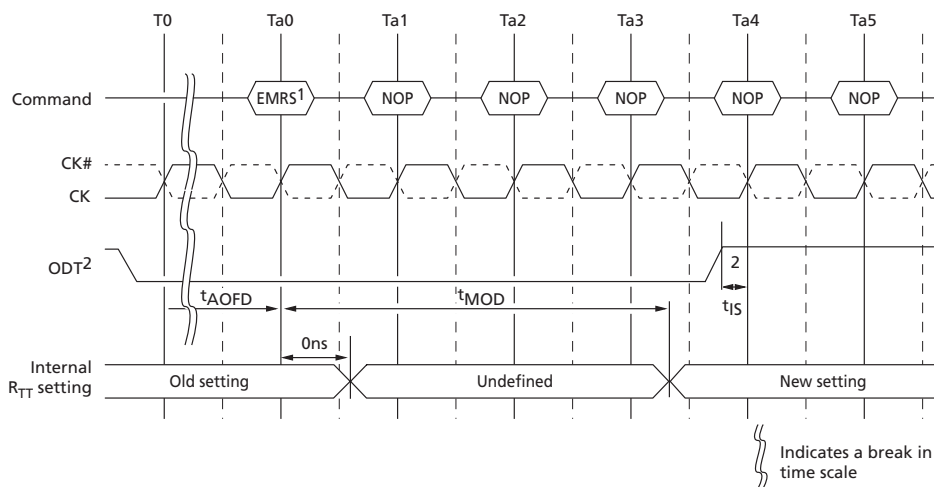 T0 Ta0 Ta1 Ta2 Ta3 Ta4 Ta5
Command EMRS1 NOP NOP NOP NOP NOP
CK#
CK
ODT2 2
tAOFD tMOD tIS
0ns
Internal
RTT setting Old setting Undefined New setting
Indicates a break in
time scale